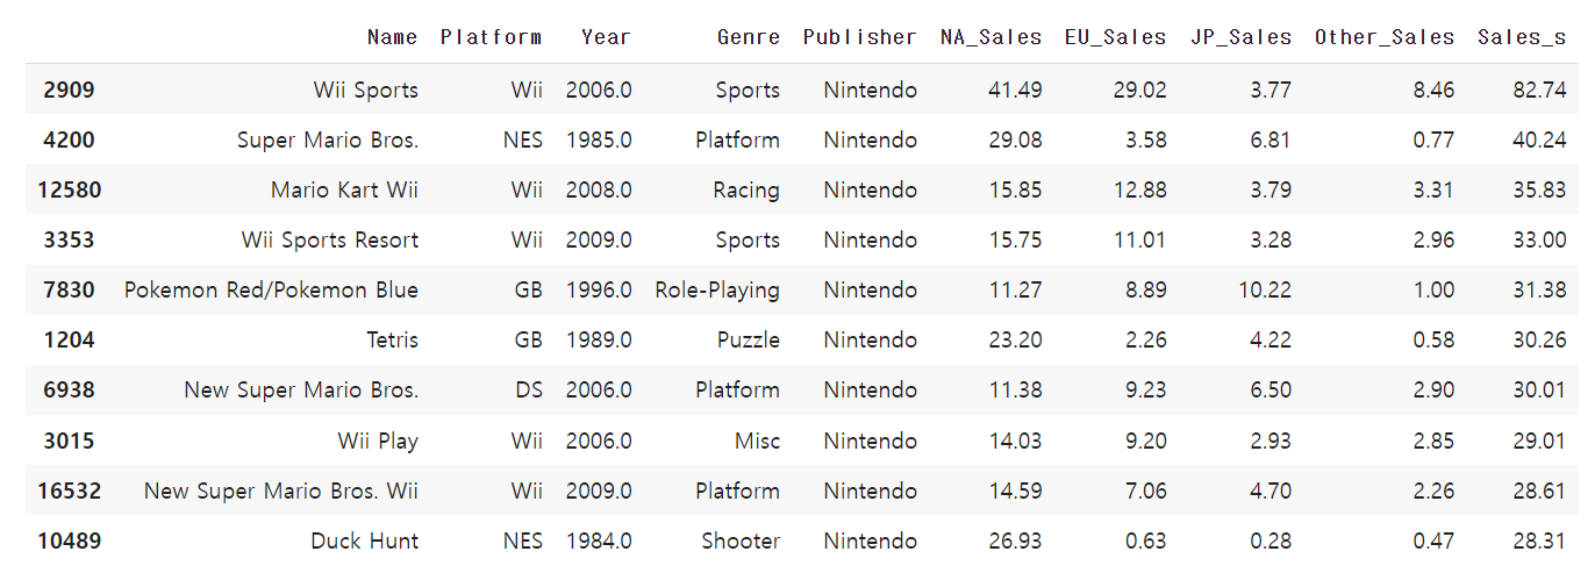 Name Platform Year Genre Publisher NA_Sales EU_Sales JP_Sales Other_Sales Sales_s
2909 Wii Sports Wii 2006.0 Sports Nintendo 41.49 29.02 3.77 8.46 82.74
4200 Super Mario Bros. NES 1985.0 Platform Nintendo 29.08 3.58 6.81 0.77 40.24
12580 Mario Kart Wii Wii 2008.0 Racing Nintendo 15.85 12.88 3.79 3.31 35.83
3353 Wii Sports Resort Wii 2009.0 Sports Nintendo 15.75 11.01 3.28 2.96 33.00
7830 Pokemon Red/Pokemon Blue GB 1996.0 Role-Playing Nintendo 11.27 8.89 10.22 1.00 31.38
1204 Tetris GB 1989.0 Puzzle Nintendo 23.20 2.26 4.22 0.58 30.26
6938 New Super Mario Bros. DS 2006.0 Platform Nintendo 11.38 9.23 6.50 2.90 30.01
3015 Wii Play Wii 2006.0 Misc Nintendo 14.03 9.20 2.93 2.85 29.01
16532 New Super Mario Bros. Wii Wii 2009.0 Platform Nintendo 14.59 7.06 4.70 2.26 28.61
10489 Duck Hunt NES 1984.0 Shooter Nintendo 26.93 0.63 0.28 0.47 28.31